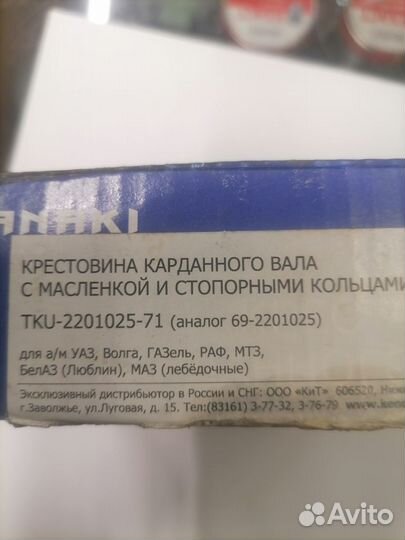 ANAKI
КРЕСТОВИНА КАРДАННОГО ВАЛА
С МАСЛЕНКОЙ И СТОПОРНЫМИ КОЛЬЦАМИ
TKU-2201025-71 (аналог 69-2201025)
для а/м УАЗ, Волга, ГАЗель, РАФ, МТЗ,
БелАЗ (Люблин), МАЗ (лебёдочные)
Эксклюзивный дистрибьютор в России и СНГ: ООО «КиТ» 606520, Ниж
г.Заволжье, ул.Луговая, д. 15. Тел:(83161) 3-77-32, 3-76-79
Avito